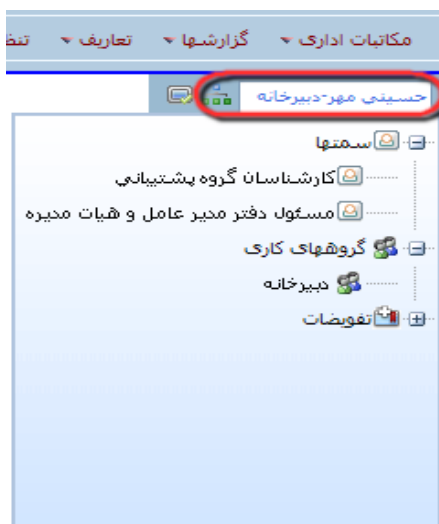 مکاتبات اداری گزارشها تعاریف تنظ
حسینی مهر-دبیرخانه
سمتها
کارشناسان گروه پشتیبانی
مسئول دفتر مدیر عامل و هیات مدیره
گروههای کاری
دبیرخانه
تفویضات